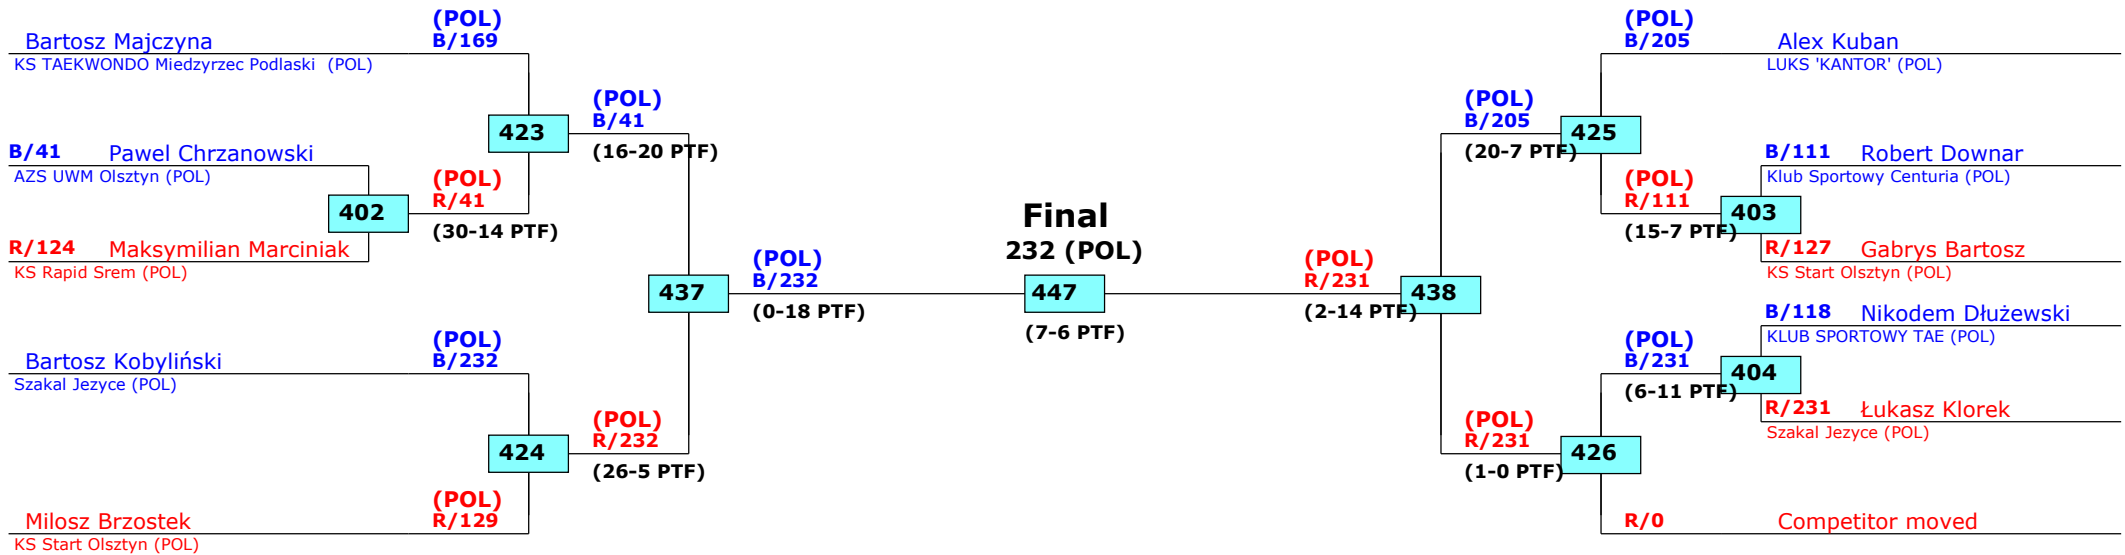 (POL)
B/169
Bartosz Majczyna
KS TAEKWONDO Miedzyrzec Podlaski (POL)
423
(POL)
B/41
(16-20 PTF)
B/41 Pawel Chrzanowski
AZS UWM Olsztyn (POL)
402
(POL)
R/41
(30-14 PTF)
R/124 Maksymilian Marciniak
KS Rapid Srem (POL)
437
(POL)
B/232
(0-18 PTF)
(POL)
B/232
Bartosz Kobyliński
Szakal Jezyce (POL)
424
(POL)
R/232
(26-5 PTF)
(POL)
R/129
Milosz Brzostek
KS Start Olsztyn (POL)
Final
232 (POL)
447
(7-6 PTF)
(POL)
R/231
(2-14 PTF)
438
(POL)
B/205
(20-7 PTF)
425
(POL)
B/205
Alex Kuban
LUKS 'KANTOR' (POL)
(POL)
R/111
(15-7 PTF)
403
B/111 Robert Downar
Klub Sportowy Centuria (POL)
R/127 Gabrys Bartosz
KS Start Olsztyn (POL)
(POL)
R/231
(1-0 PTF)
426
(POL)
B/231
(6-11 PTF)
404
B/118 Nikodem Dłużewski
KLUB SPORTOWY TAE (POL)
R/231 Łukasz Klorek
Szakal Jezyce (POL)
R/0 Competitor moved